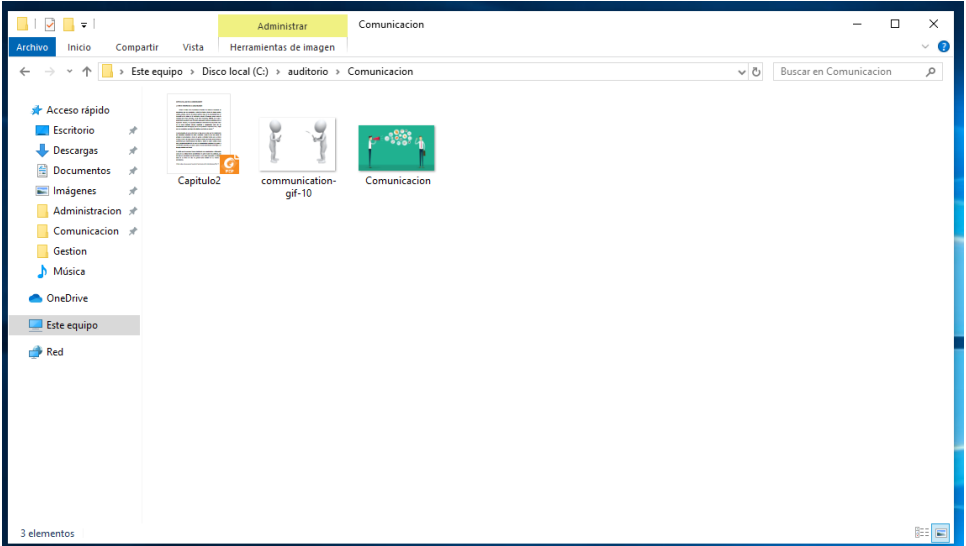 Administrar
Comunicacion
Archivo
Inicio
Compartir
Vista
Herramientas de imagen
Este equipo > Disco local (C:) > auditorio > Comunicacion
Buscar en Comunicacion
Acceso rápido
Escritorio
Descargas
Documentos
Imágenes
Administracion
Comunicacion
Gestion
Música
OneDrive
Este equipo
Red
Capitulo2
communication-
gif-10
Comunicacion
3 elementos